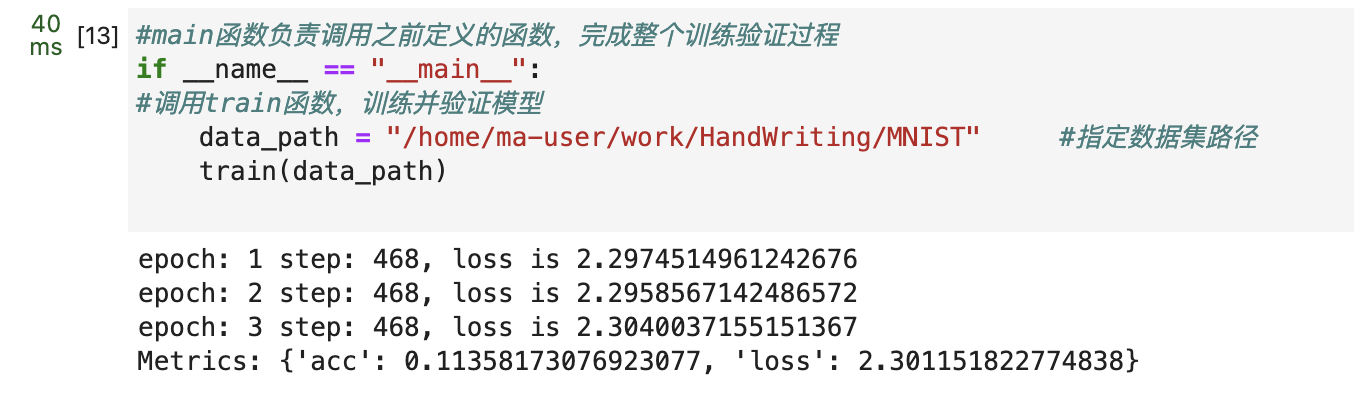 40
ms
[13]
#main函数负责调用之前定义的函数，完成整个训练验证过程
if __name__ == "__main__":
#调用train函数，训练并验证模型
    data_path = "/home/ma-user/work/HandWriting/MNIST"     #指定数据集路径
    train(data_path)
epoch: 1 step: 468, loss is 2.2974514961242676
epoch: 2 step: 468, loss is 2.2958567142486572
epoch: 3 step: 468, loss is 2.3040037155151367
Metrics: {'acc': 0.11358173076923077, 'loss': 2.301151822774838}